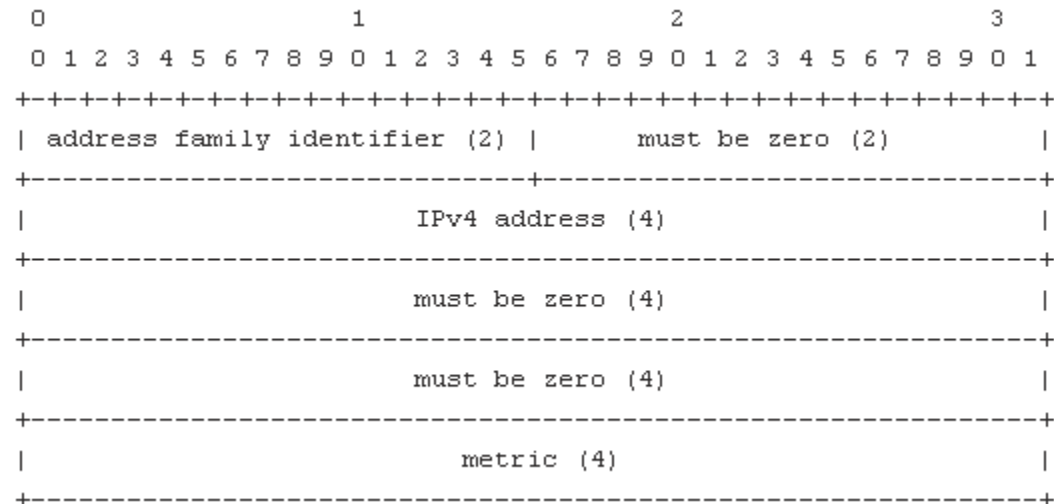 0                   1                   2                   3
0 1 2 3 4 5 6 7 8 9 0 1 2 3 4 5 6 7 8 9 0 1 2 3 4 5 6 7 8 9 0 1
+-+-+-+-+-+-+-+-+-+-+-+-+-+-+-+-+-+-+-+-+-+-+-+-+-+-+-+-+-+-+-+-+
| address family identifier (2) |      must be zero (2)         |
+-------------------------------+-------------------------------+
|                        IPv4 address (4)                       |
+---------------------------------------------------------------+
|                        must be zero (4)                       |
+---------------------------------------------------------------+
|                        must be zero (4)                       |
+---------------------------------------------------------------+
|                           metric (4)                          |
+---------------------------------------------------------------+